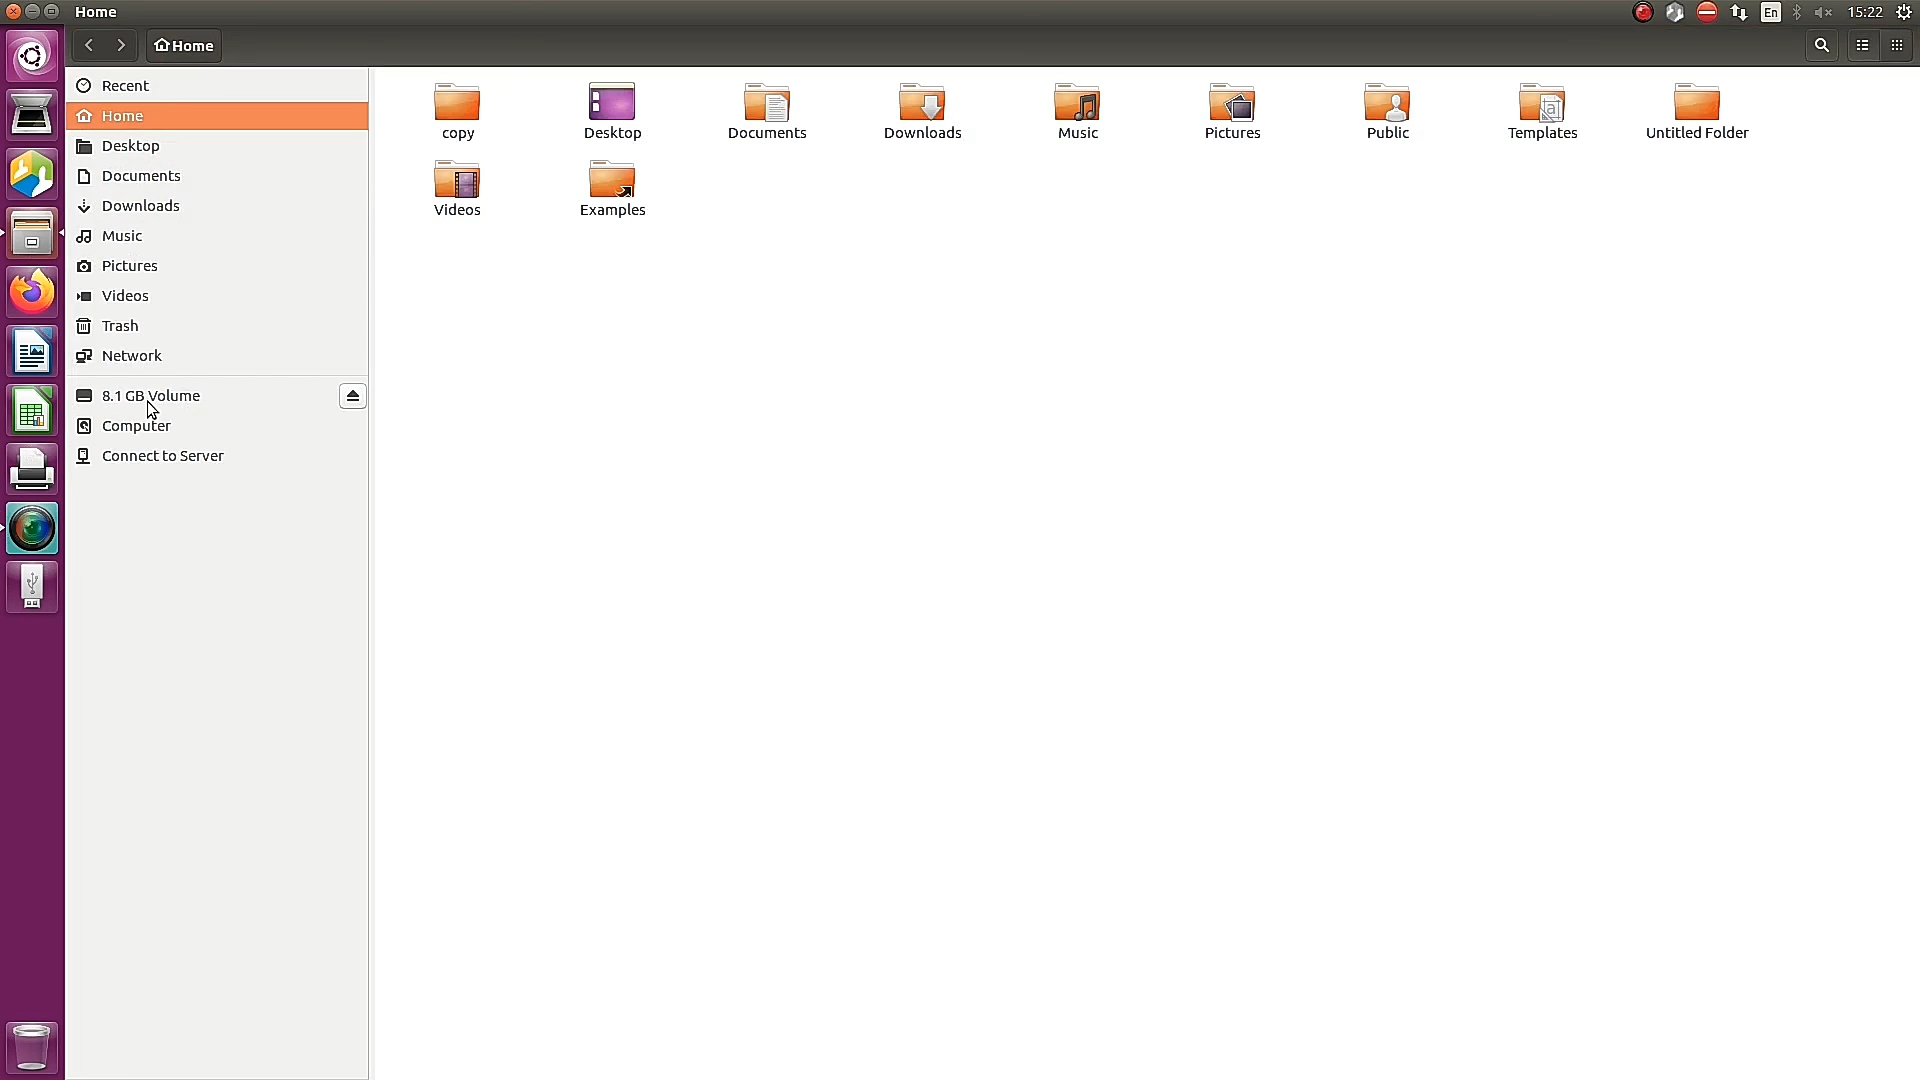 Home
En
15:22
Home
Recent
Home
Desktop
Documents
Downloads
Music
Pictures
Videos
Trash
Network
8.1 GB Volume
Computer
Connect to Server
copy
Desktop
Documents
Downloads
Music
Pictures
Public
Templates
Untitled Folder
Videos
Examples